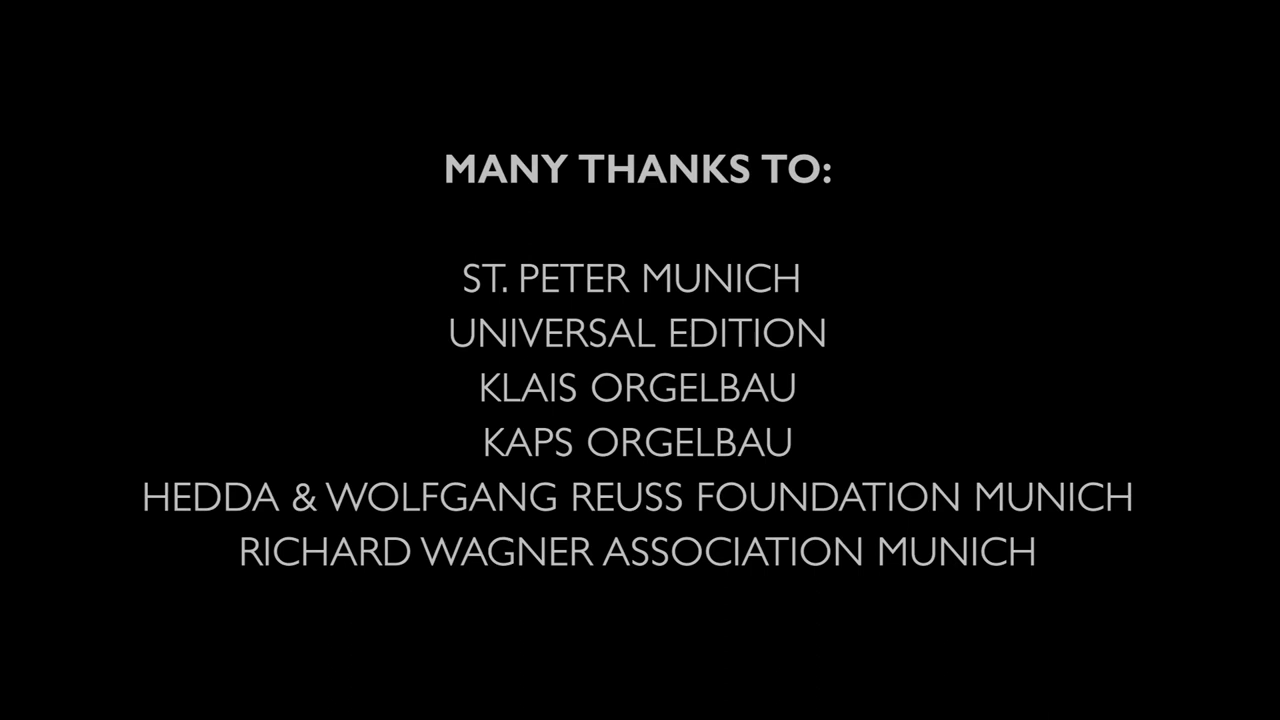 MANY THANKS TO:
ST. PETER MUNICH
UNIVERSAL EDITION
KLAIS ORGELBAU
KAPS ORGELBAU
HEDDA & WOLFGANG REUSS FOUNDATION MUNICH
RICHARD WAGNER ASSOCIATION MUNICH